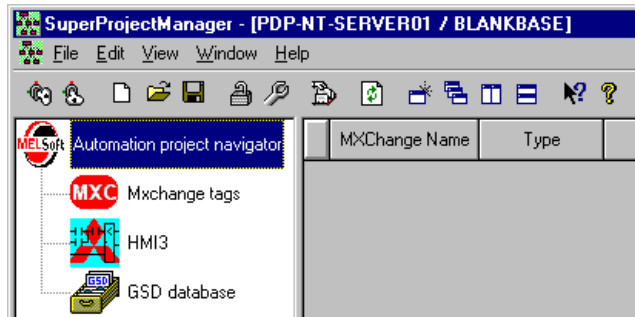 SuperProjectManager - [PDP-NT-SERVER01 / BLANKBASE]
File Edit View Window Help
MELSoft Automation project navigator MXChange Name Type
MXC Mxchange tags
HMI3
GSD GSD database